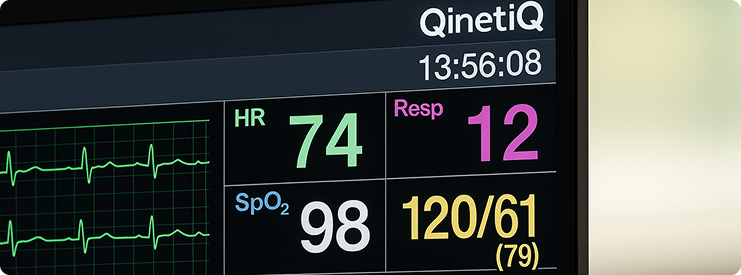 QinetiQ
13:56:08
HR 74
Resp 12
SpO₂ 98
120/61
(79)